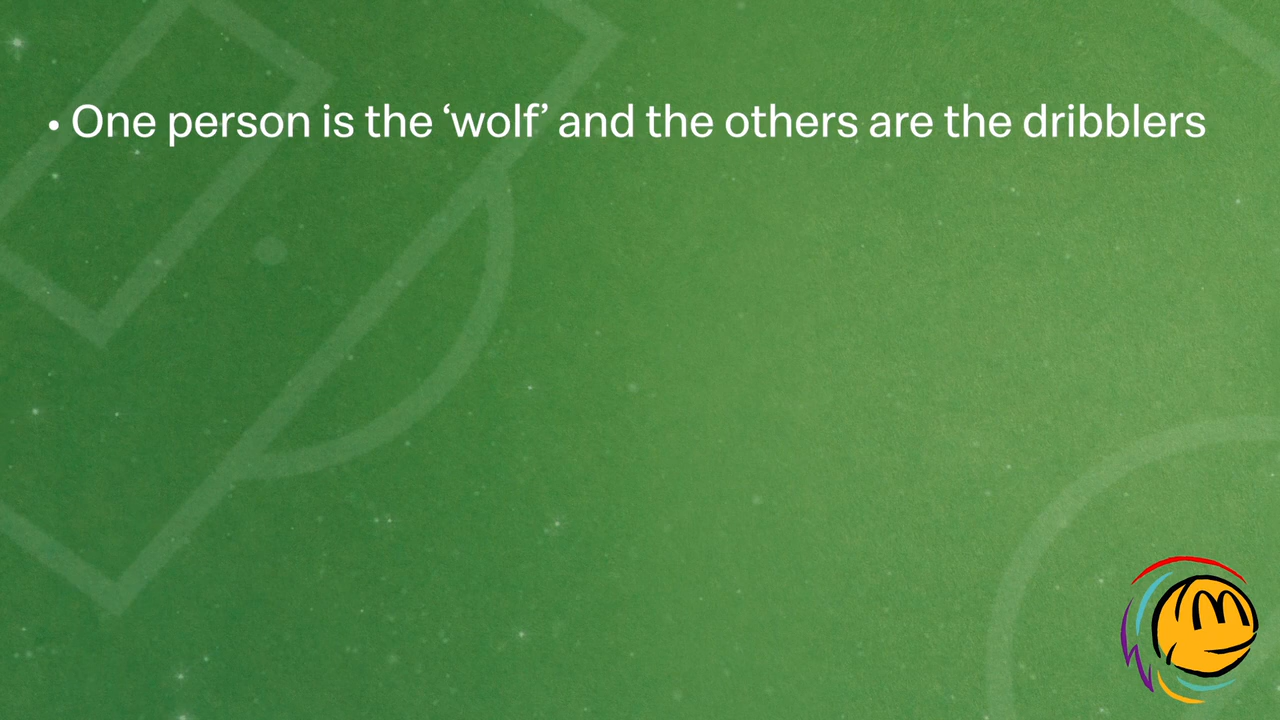 • One person is the ‘wolf’ and the others are the dribblers